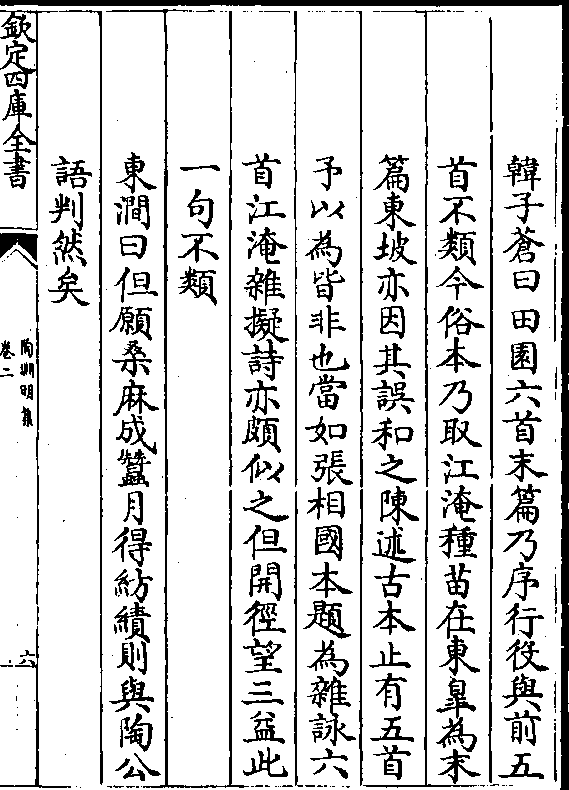 韓子蒼曰田園六首末篇乃序行役與前五
首不類今俗本乃取江淹種苗在東臯為末
篇東坡亦因其誤和之陳述古本止有五首
予以為皆非也當如張相國本題為雜詠六
首江淹雜擬詩亦頗似之但開徑望三益此
一句不類
東澗曰但願桑麻成蠶月得紡績則與陶公
語判然矣
欽定四庫全書
陶淵明集
卷二
六